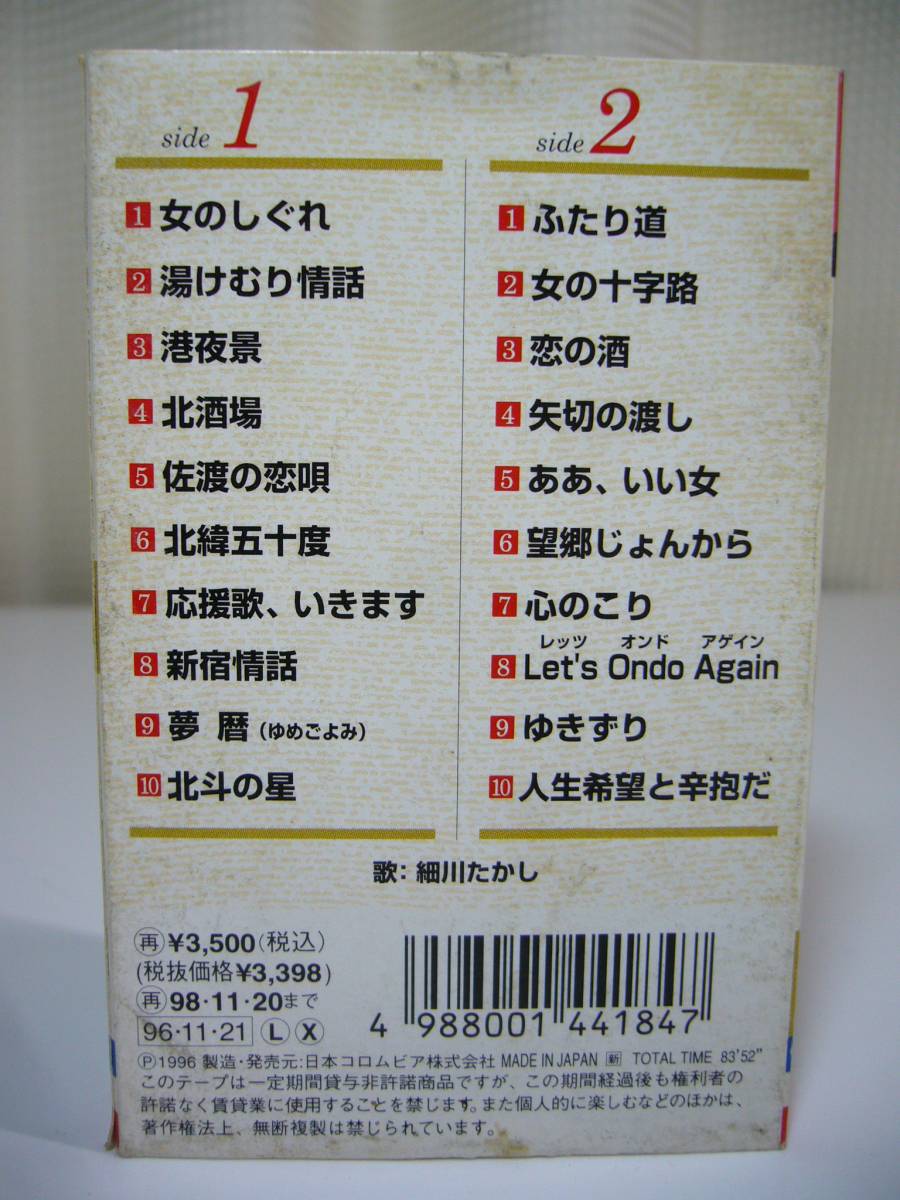 side 1
1 女のしぐれ
2 湯けむり情話
3 港夜景
4 北酒場
5 佐渡の恋唄
6 北緯五十度
7 応援歌、いきます
8 新宿情話
9 夢 暦(ゆめごよみ)
10 北斗の星
side 2
1 ふたり道
2 女の十字路
3 恋の酒
4 矢切の渡し
5 ああ、いい女
6 望郷じょんから
7 心のこり
レッツ オンド アゲイン
8 Let's Ondo Again
9 ゆきずり
10 人生希望と辛抱だ
歌: 細川たかし
再 ¥3,500(税込)
(税抜価格¥3,398)
再 98・11・20まで
96・11・21 L X
4 988001 441847
Ⓟ1996 製造・発売元:日本コロムビア株式会社 MADE IN JAPAN 新 TOTAL TIME 83'52"
このテープは一定期間貸与非許諾商品ですが、この期間経過後も権利者の
許諾なく賃貸業に使用することを禁じます。また個人的に楽しむなどのほかは、
著作権法上、無断複製は禁じられています。